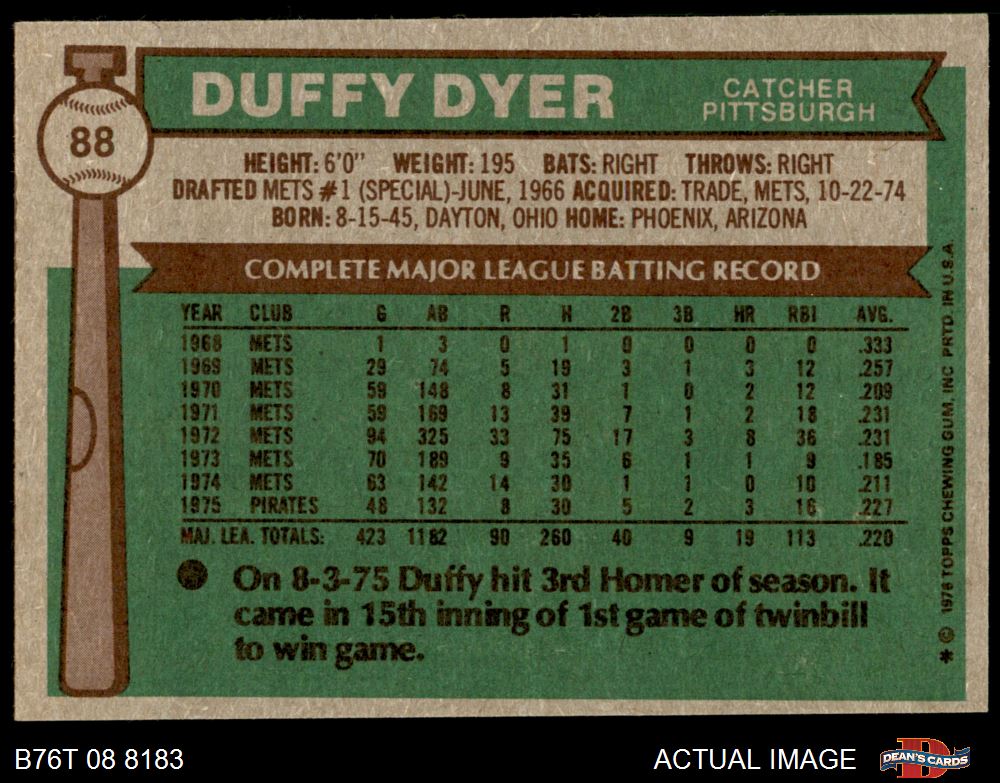 DUFFY DYER
CATCHER
PITTSBURGH
88
HEIGHT: 6'0" WEIGHT: 195 BATS: RIGHT THROWS: RIGHT
DRAFTED METS #1 (SPECIAL)-JUNE, 1966 ACQUIRED: TRADE, METS, 10-22-74
BORN: 8-15-45, DAYTON, OHIO HOME: PHOENIX, ARIZONA
COMPLETE MAJOR LEAGUE BATTING RECORD
YEAR CLUB G AB R H 2B 3B HR RBI AVG.
1968 METS 1 3 0 1 0 0 0 0 .333
1969 METS 29 74 5 19 3 1 3 12 .257
1970 METS 59 148 8 31 1 0 2 12 .209
1971 METS 59 169 13 39 7 1 2 18 .231
1972 METS 94 325 33 75 17 3 8 36 .231
1973 METS 70 189 9 35 6 1 1 9 .185
1974 METS 63 142 14 30 1 1 0 10 .211
1975 PIRATES 48 132 8 30 5 2 3 16 .227
MAJ. LEA. TOTALS: 423 1182 90 260 40 9 19 113 .220
On 8-3-75 Duffy hit 3rd Homer of season. It
came in 15th inning of 1st game of twinbill
to win game.
* © 1976 TOPPS CHEWING GUM, INC PRTD. IN U.S.A.
B76T 08 8183
ACTUAL IMAGE
DEAN'S CARDS